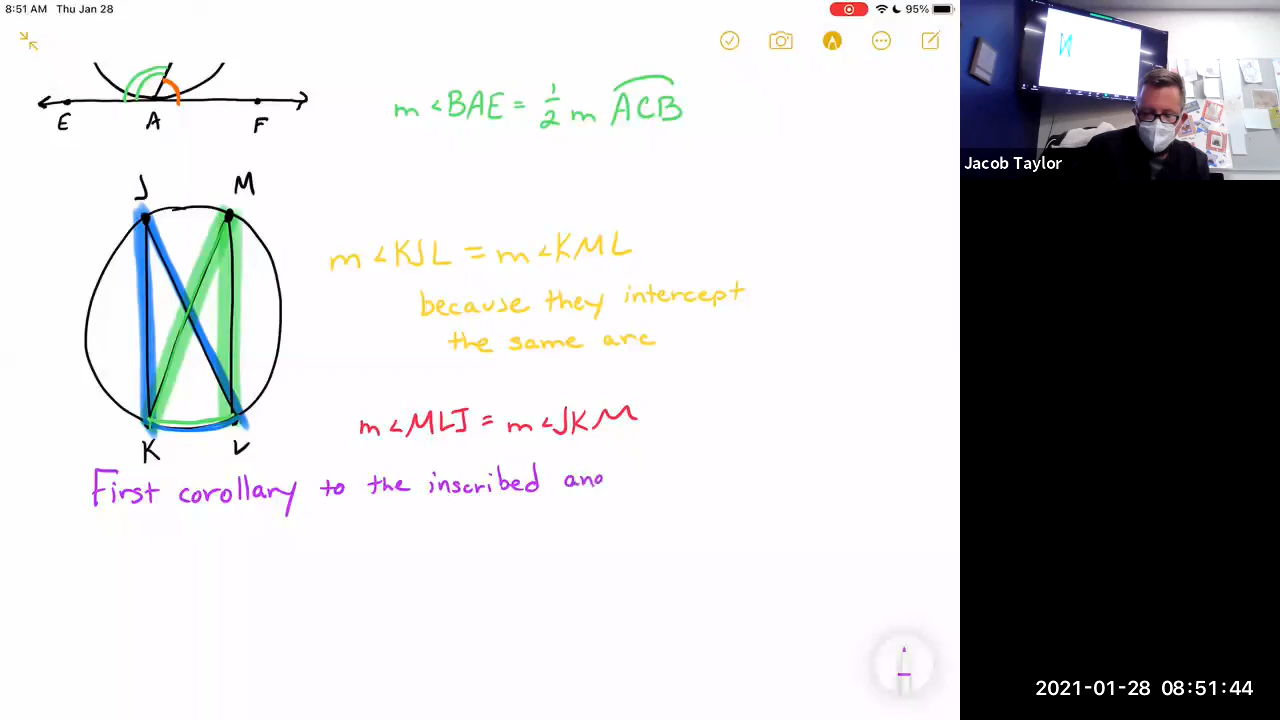 8:51 AM Thu Jan 28
95%
m∠BAE = 1/2 m ACB
E A F
J M
m∠KJL = m∠KML
because they intercept
the same arc
m∠MLJ = m∠JKM
K L
First corollary to the inscribed ang
Jacob Taylor
2021-01-28 08:51:44